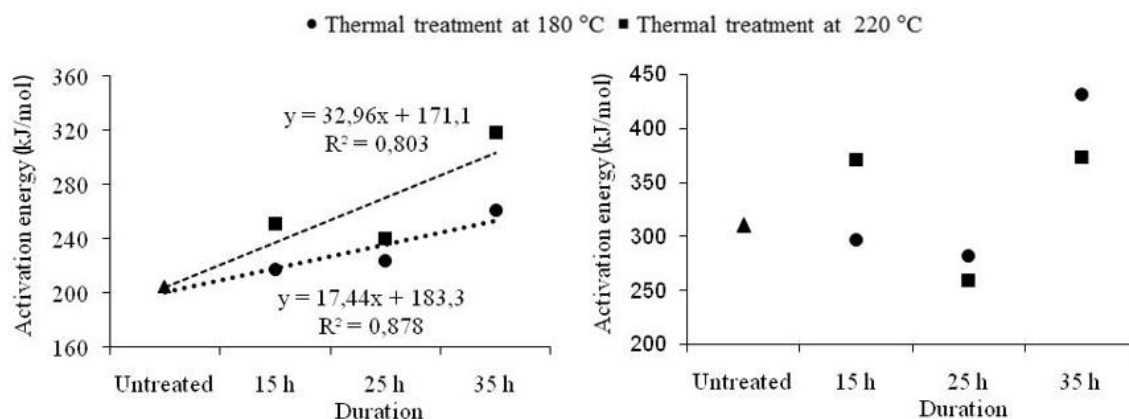 Thermal treatment at 180 °C Thermal treatment at 220 °C
Activation energy (kJ/mol)
360
320
280
240
200
160
y = 32,96x + 171,1
R² = 0,803
y = 17,44x + 183,3
R² = 0,878
Untreated 15 h 25 h 35 h
Duration
Activation energy (kJ/mol)
450
400
350
300
250
200
Untreated 15 h 25 h 35 h
Duration